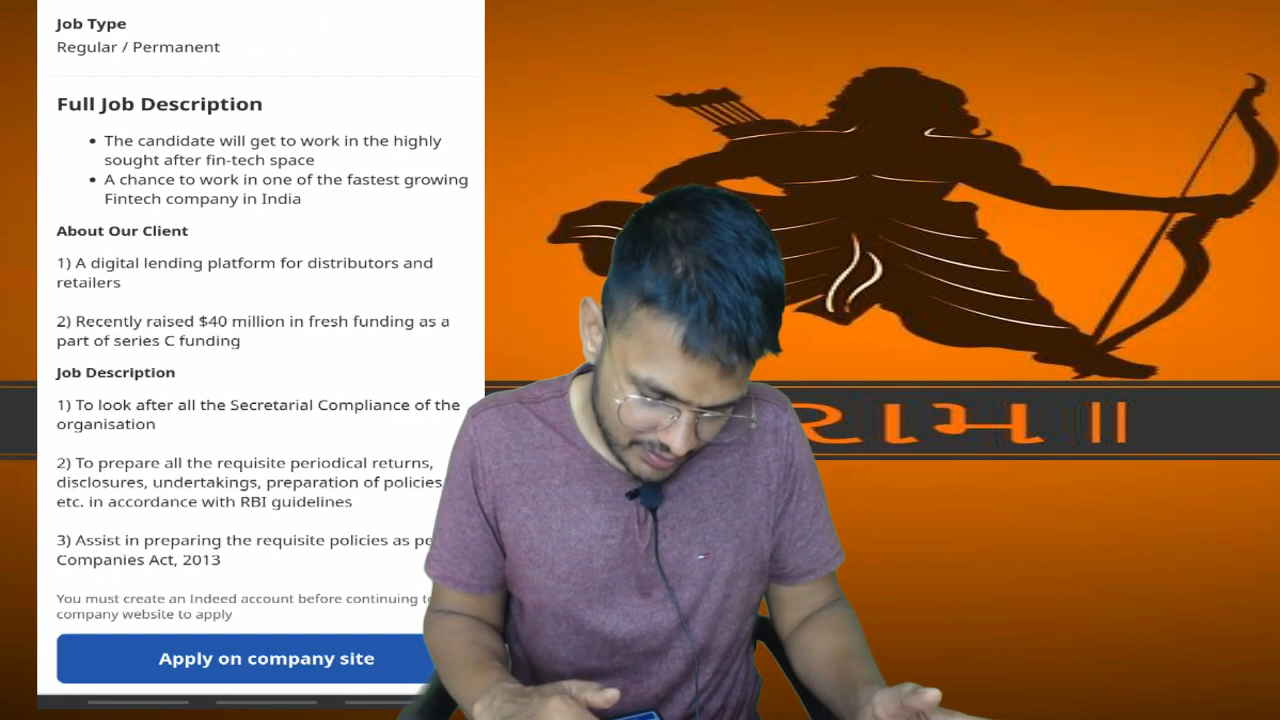 Job Type
Regular / Permanent
Full Job Description
• The candidate will get to work in the highly
sought after fin-tech space
• A chance to work in one of the fastest growing
Fintech company in India
About Our Client
1) A digital lending platform for distributors and
retailers
2) Recently raised $40 million in fresh funding as a
part of series C funding
Job Description
1) To look after all the Secretarial Compliance of the
organisation
2) To prepare all the requisite periodical returns,
disclosures, undertakings, preparation of policies
etc. in accordance with RBI guidelines
3) Assist in preparing the requisite policies as
Companies Act, 2013
You must create an Indeed account before continuing
company website to apply
Apply on company site
રામ ||